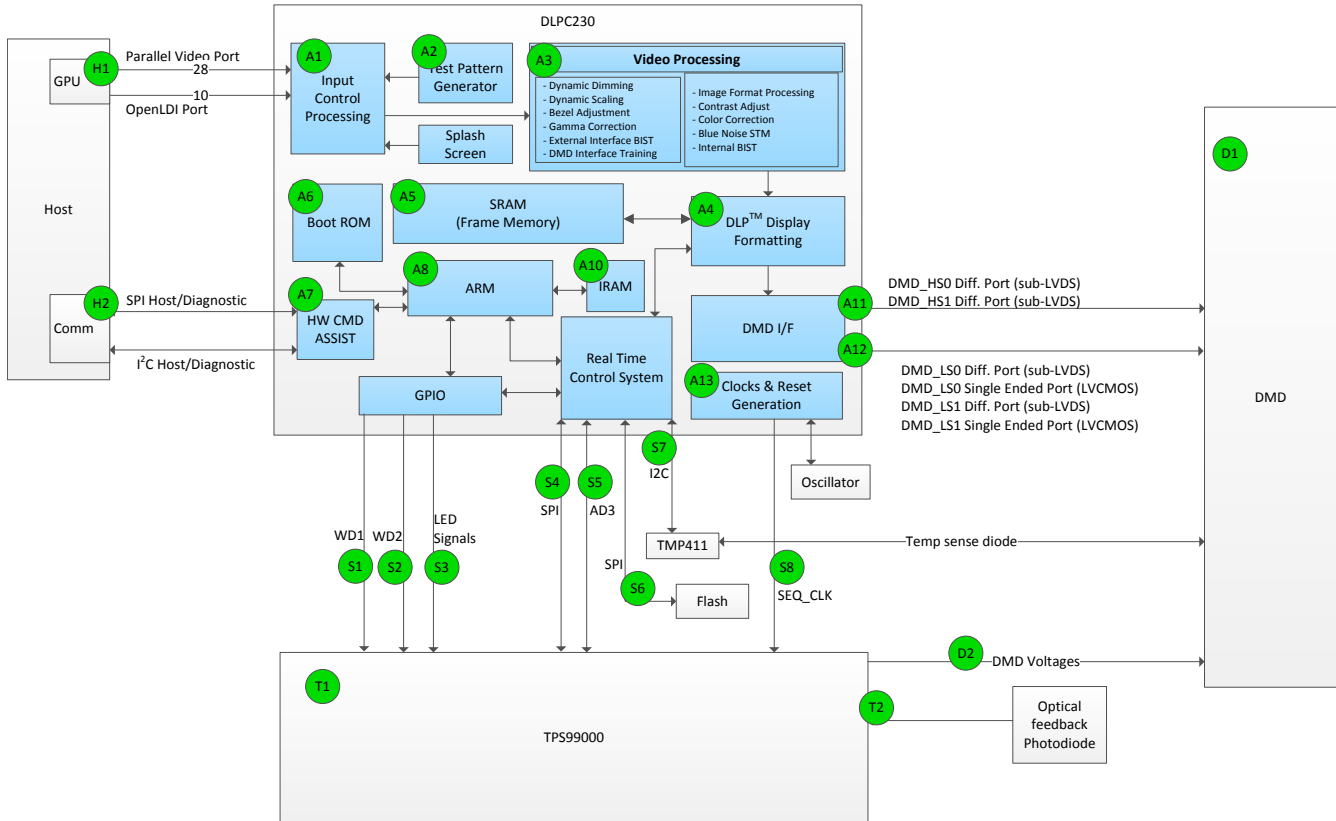 DLPC230
Host
GPU
H1
Parallel Video Port
28
10
OpenLDI Port
A1
Input
Control
Processing
A2
Test Pattern
Generator
Splash
Screen
A3
Video Processing
- Dynamic Dimming
- Dynamic Scaling
- Bezel Adjustment
- Gamma Correction
- External Interface BIST
- DMD Interface Training
- Image Format Processing
- Contrast Adjust
- Color Correction
- Blue Noise STM
- Internal BIST
A6
Boot ROM
A5
SRAM
(Frame Memory)
A4
DLP™ Display
Formatting
A8
ARM
A10
IRAM
H2
Comm
SPI Host/Diagnostic
I²C Host/Diagnostic
A7
HW CMD
ASSIST
GPIO
Real Time
Control System
DMD I/F
A11
A12
A13
Clocks & Reset
Generation
DMD_HS0 Diff. Port (sub-LVDS)
DMD_HS1 Diff. Port (sub-LVDS)
DMD_LS0 Diff. Port (sub-LVDS)
DMD_LS0 Single Ended Port (LVCMOS)
DMD_LS1 Diff. Port (sub-LVDS)
DMD_LS1 Single Ended Port (LVCMOS)
D1
DMD
Oscillator
S4
SPI
S5
AD3
S7
I2C
WD1
S1
WD2
S2
LED
Signals
S3
SPI
S6
Flash
TMP411
Temp sense diode
S8
SEQ_CLK
D2
DMD Voltages
T1
TPS99000
T2
Optical
feedback
Photodiode